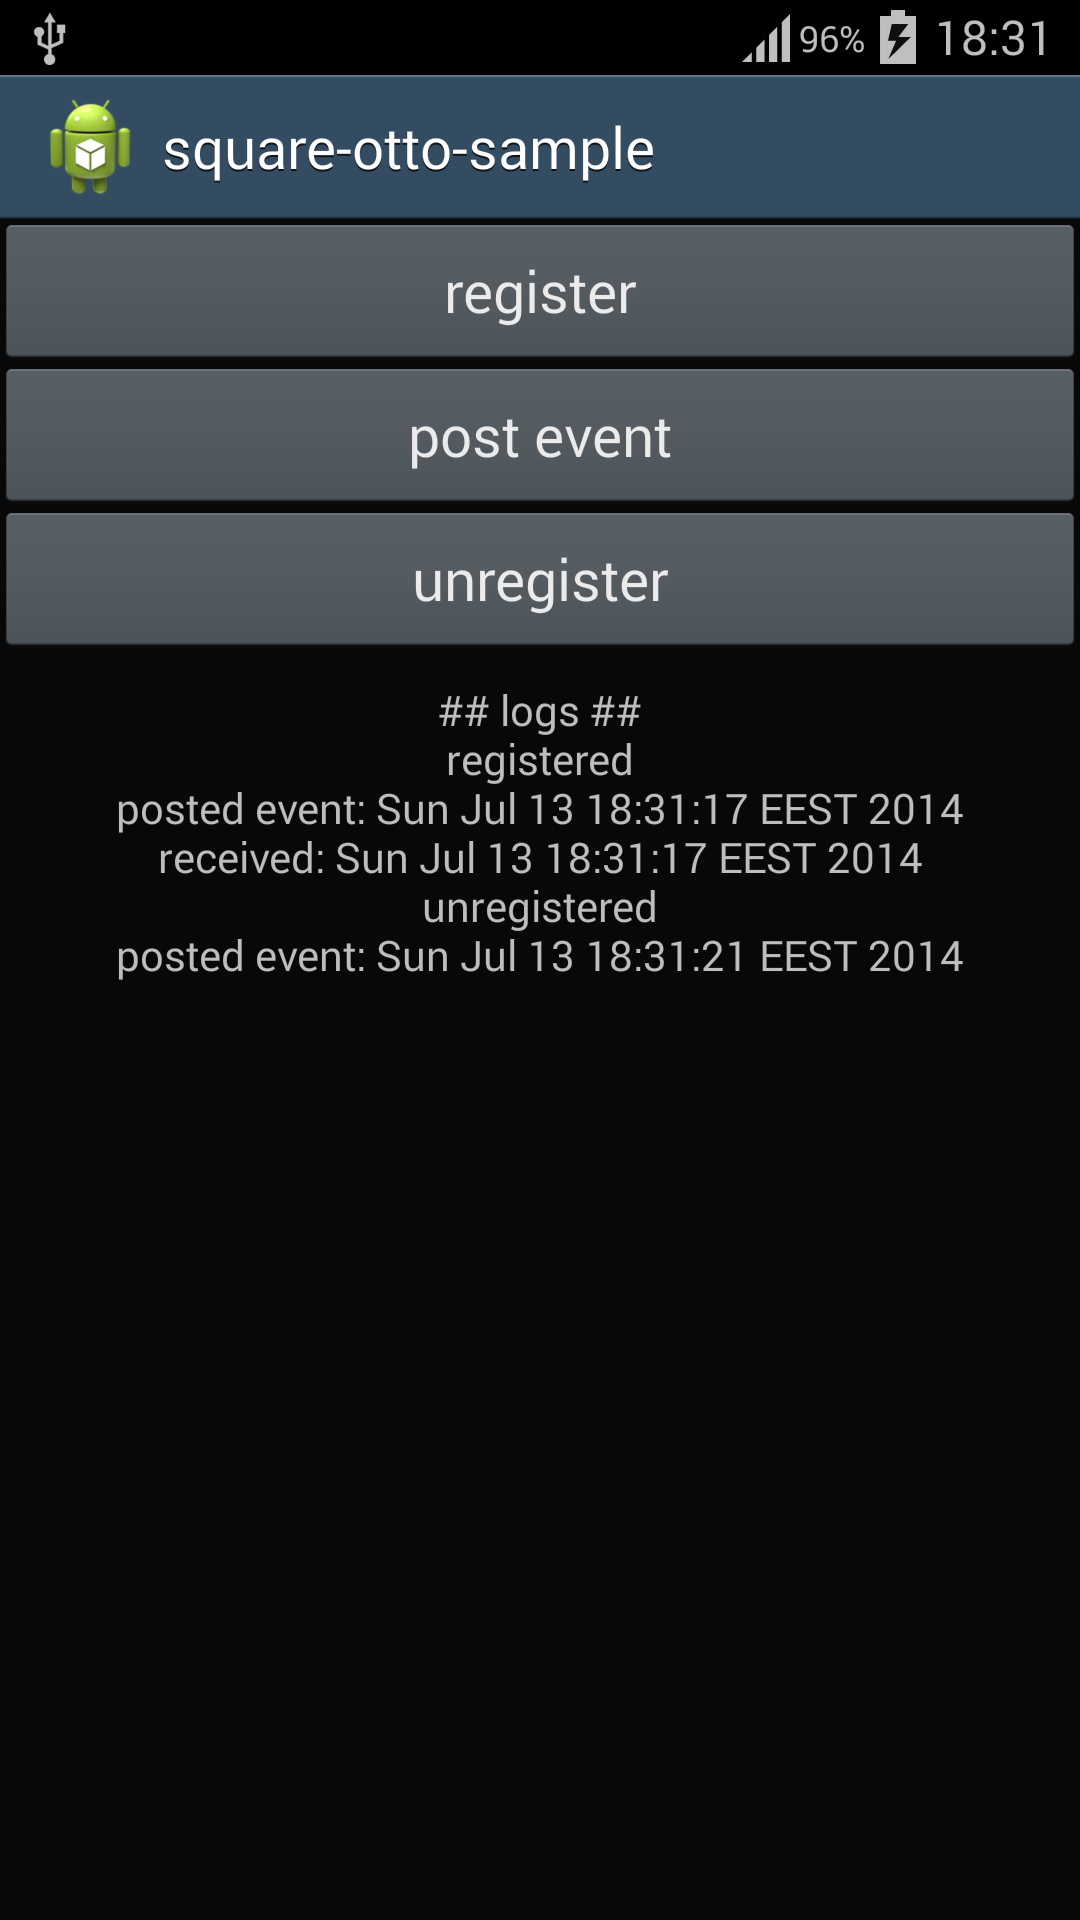 96% 18:31
square-otto-sample
register
post event
unregister
## logs ##
registered
posted event: Sun Jul 13 18:31:17 EEST 2014
received: Sun Jul 13 18:31:17 EEST 2014
unregistered
posted event: Sun Jul 13 18:31:21 EEST 2014